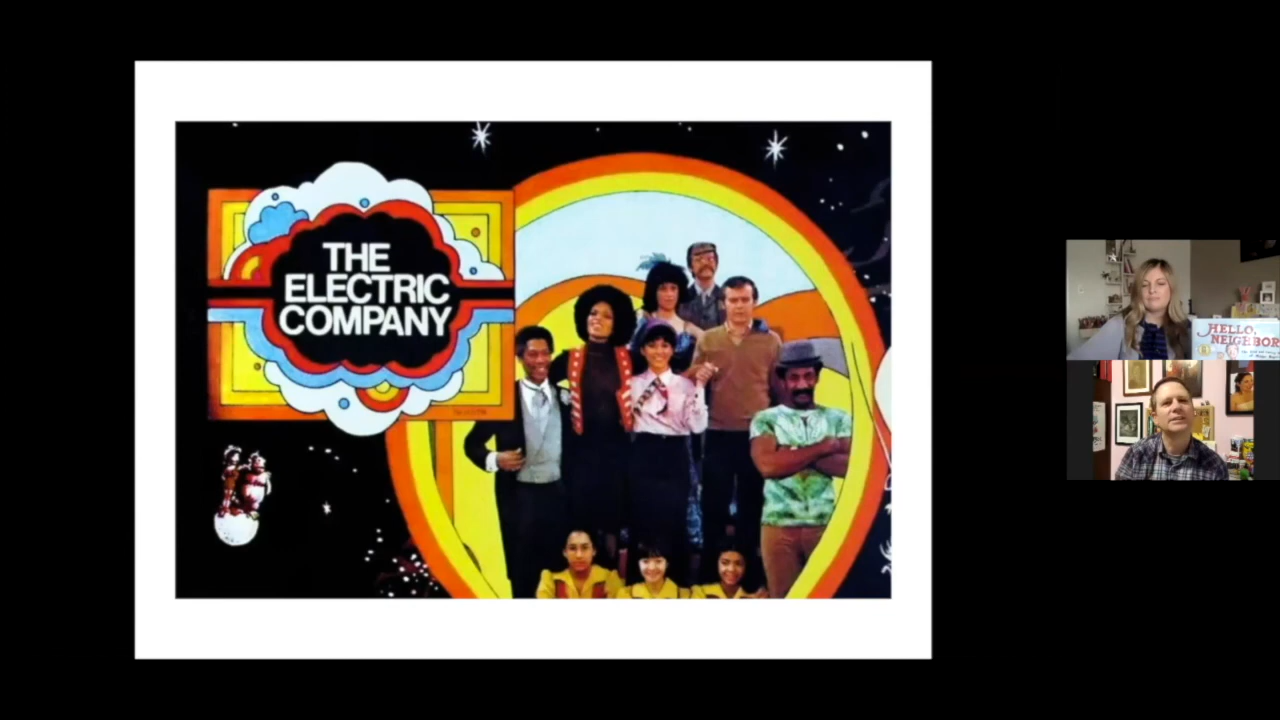 THE
ELECTRIC
COMPANY
HELLO,
NEIGHBOR